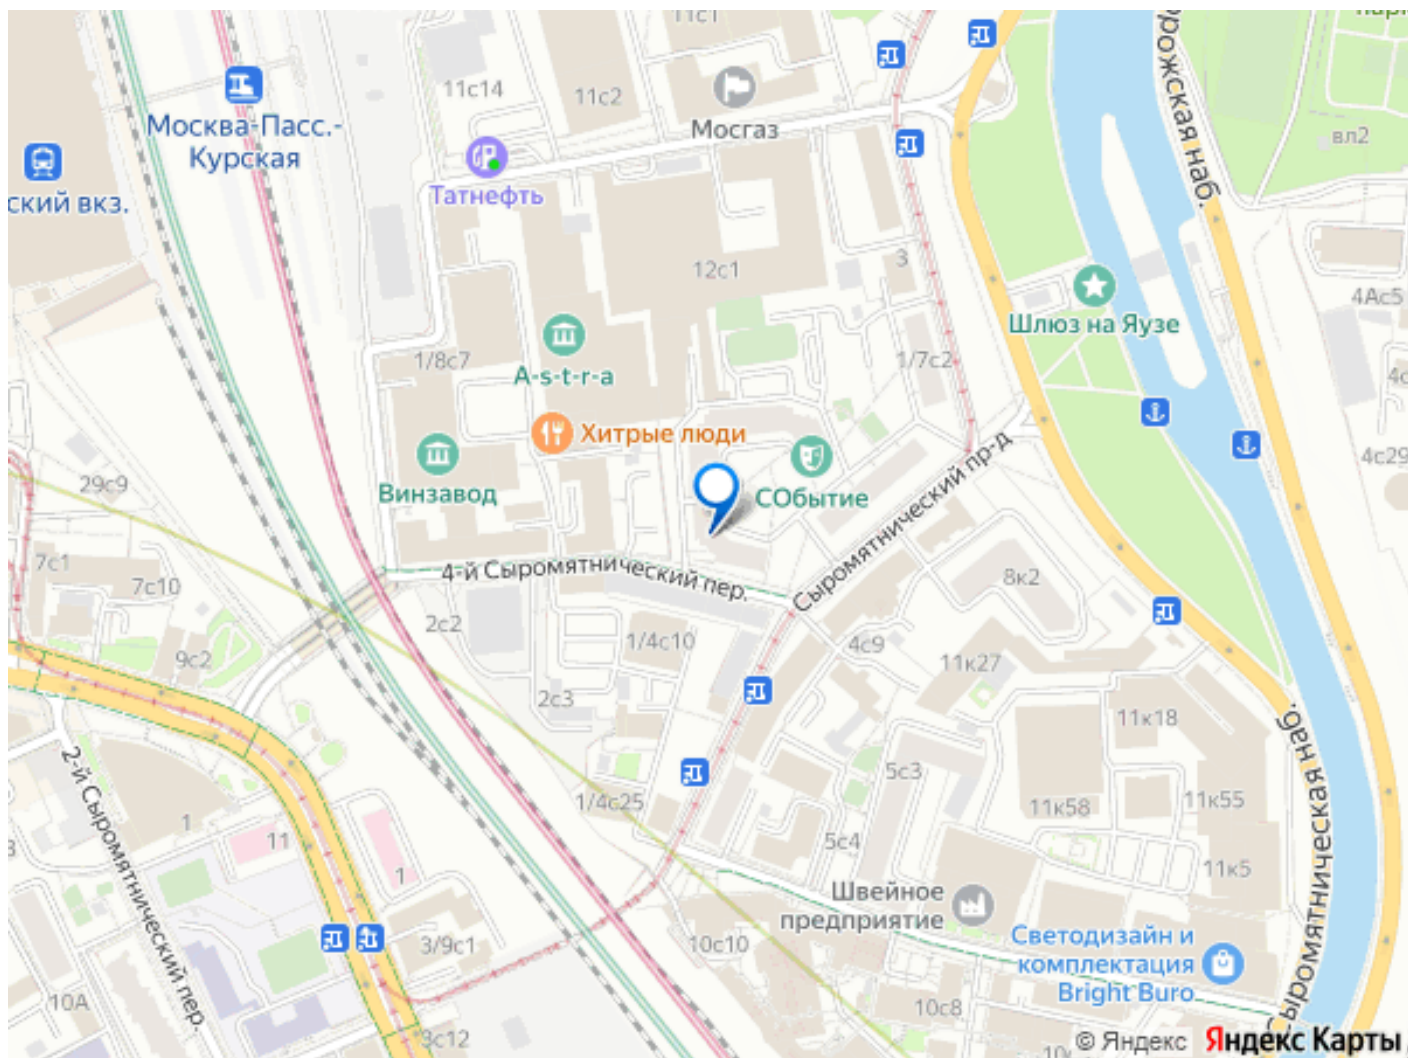 11с1
орожская наб.
11с14
11с2
Мосгаз
Москва-Пасс.-
Курская
вл2
Татнефть
ский вкз.
12с1
3
4Ас5
Шлюз на Яузе
1/8с7
A-s-t-r-a
1/7с2
Хитрые люди
4с29
29с9
Винзавод
СОбытие
Сыромятнический пр-д
7с1
7с10
4-й Сыромятнический пер.
8к2
2с2
1/4с10
4с9
9с2
11к27
2с3
11к18
2-й Сыромятнический пер.
5с3
1/4с25
11к58
11к55
1
11
5с4
11к5
1
Швейное
предприятие
Сыромятническая наб.
3/9с1
10с10
Светодизайн и
комплектация
Bright Buro
10А
10с8
3с12
© Яндекс
Яндекс Карты